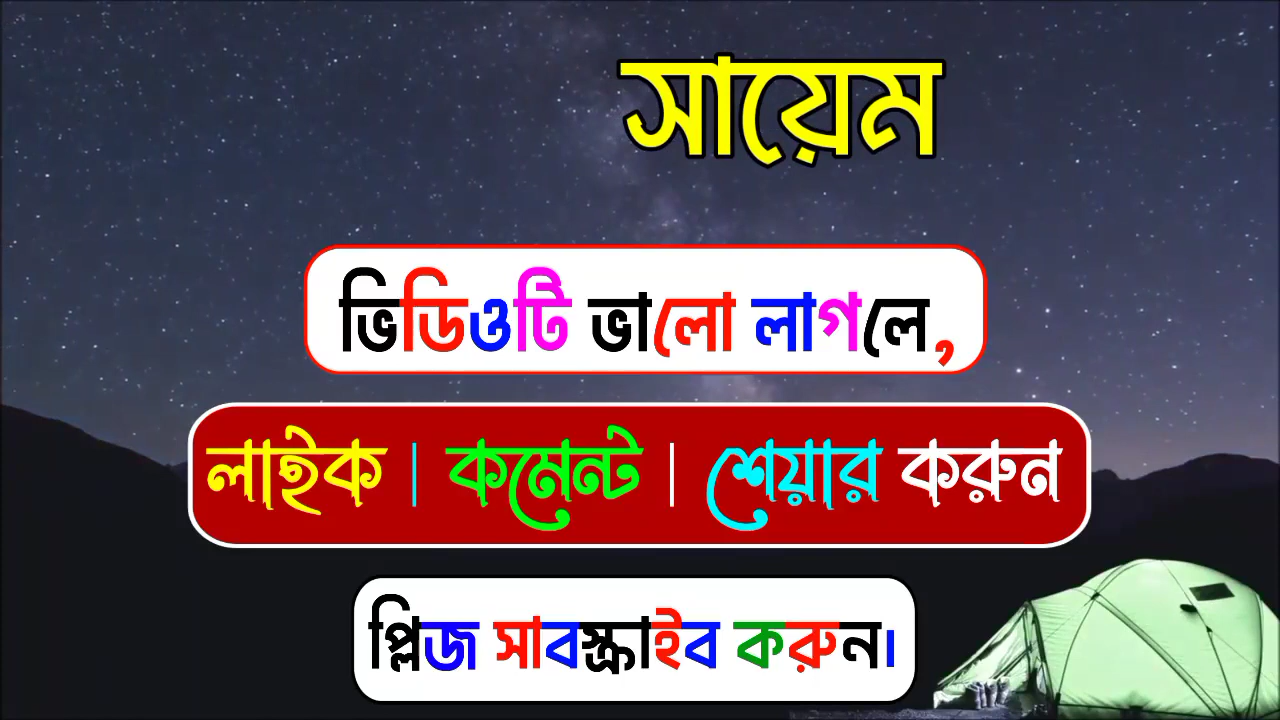 সায়েম
ভিডিওটি ভালো লাগলে,
লাইক | কমেন্ট | শেয়ার করুন
প্লিজ সাবস্ক্রাইব করুন।